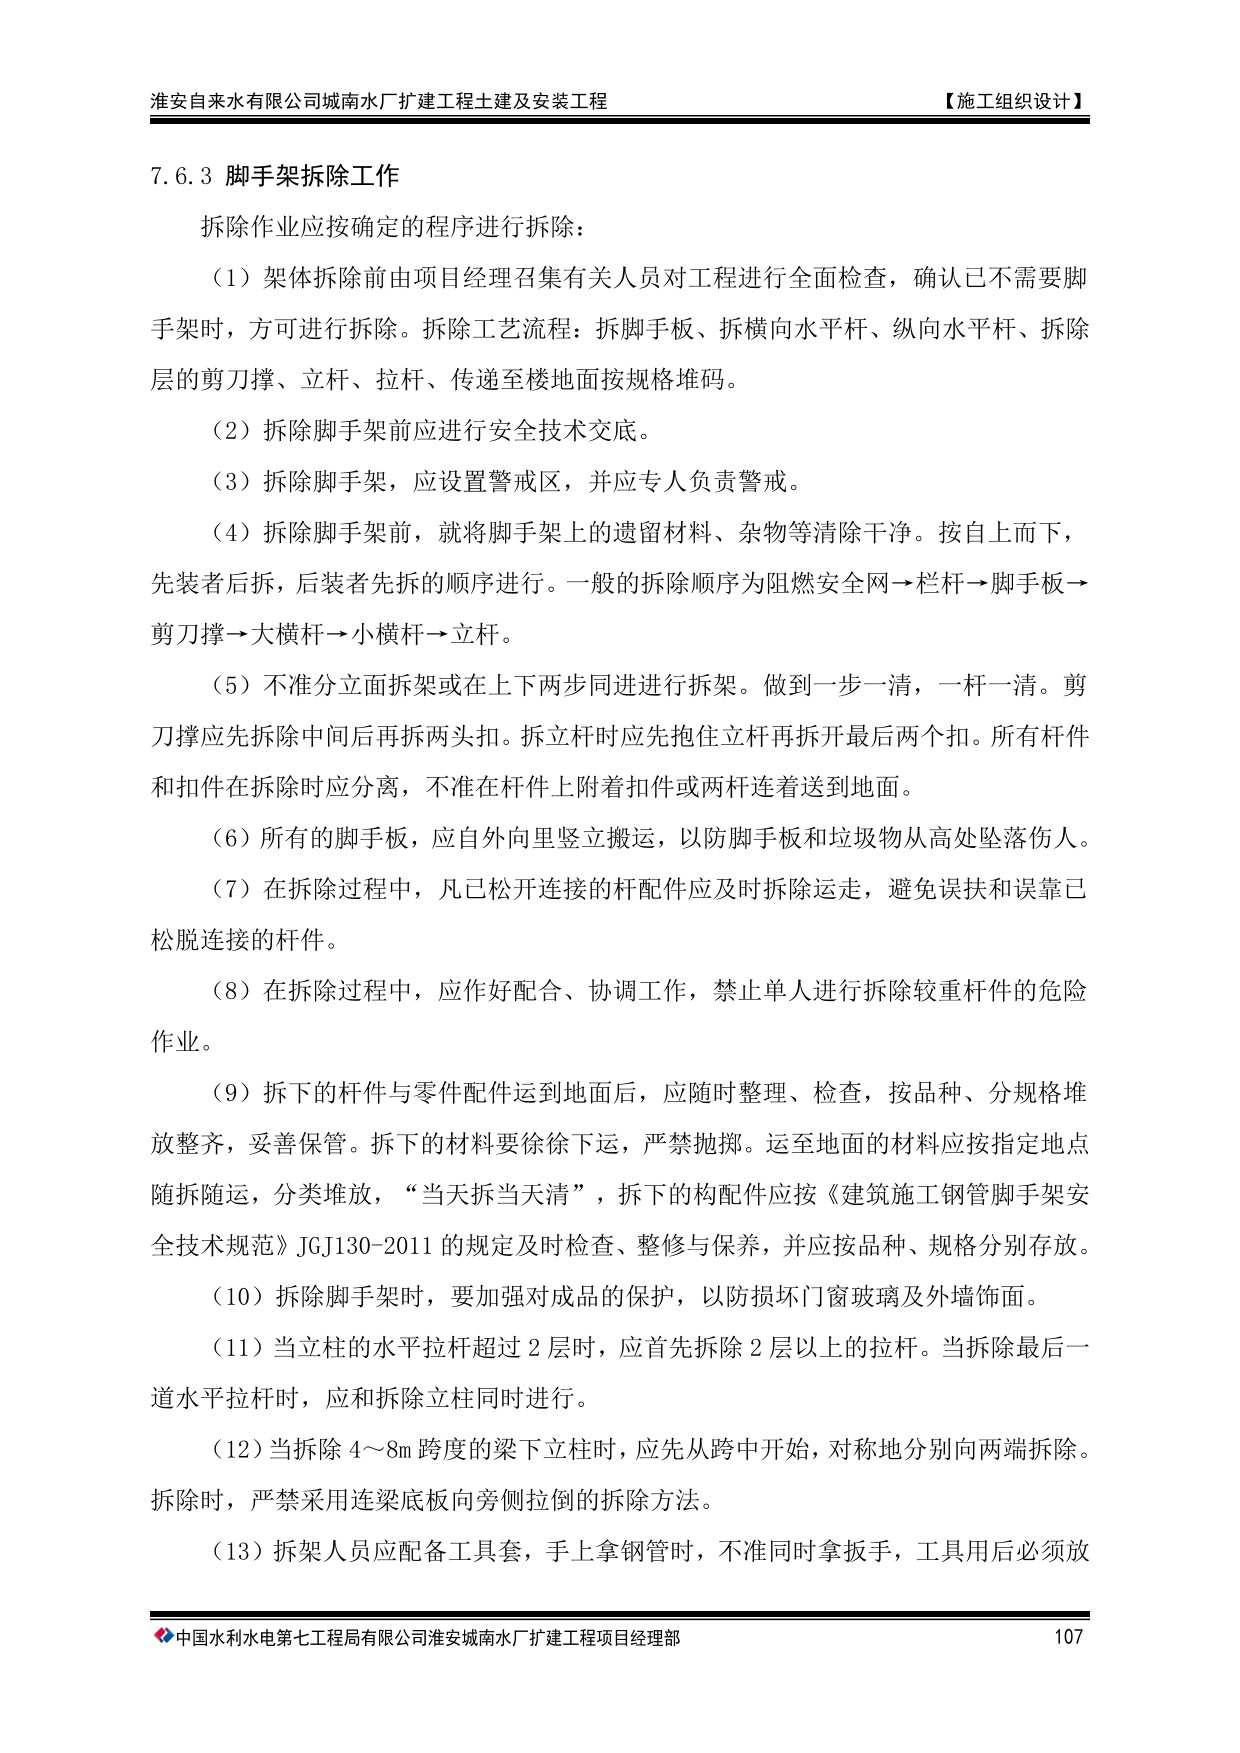 淮安自来水有限公司城南水厂扩建工程土建及安装工程 【施工组织设计】
7.6.3 脚手架拆除工作
拆除作业应按确定的程序进行拆除：
（1）架体拆除前由项目经理召集有关人员对工程进行全面检查，确认已不需要脚
手架时，方可进行拆除。拆除工艺流程：拆脚手板、拆横向水平杆、纵向水平杆、拆除
层的剪刀撑、立杆、拉杆、传递至楼地面按规格堆码。
（2）拆除脚手架前应进行安全技术交底。
（3）拆除脚手架，应设置警戒区，并应专人负责警戒。
（4）拆除脚手架前，就将脚手架上的遗留材料、杂物等清除干净。按自上而下，
先装者后拆，后装者先拆的顺序进行。一般的拆除顺序为阻燃安全网→栏杆→脚手板→
剪刀撑→大横杆→小横杆→立杆。
（5）不准分立面拆架或在上下两步同进进行拆架。做到一步一清，一杆一清。剪
刀撑应先拆除中间后再拆两头扣。拆立杆时应先抱住立杆再拆开最后两个扣。所有杆件
和扣件在拆除时应分离，不准在杆件上附着扣件或两杆连着送到地面。
（6）所有的脚手板，应自外向里竖立搬运，以防脚手板和垃圾物从高处坠落伤人。
（7）在拆除过程中，凡已松开连接的杆配件应及时拆除运走，避免误扶和误靠已
松脱连接的杆件。
（8）在拆除过程中，应作好配合、协调工作，禁止单人进行拆除较重杆件的危险
作业。
（9）拆下的杆件与零件配件运到地面后，应随时整理、检查，按品种、分规格堆
放整齐，妥善保管。拆下的材料要徐徐下运，严禁抛掷。运至地面的材料应按指定地点
随拆随运，分类堆放，“当天拆当天清”，拆下的构配件应按《建筑施工钢管脚手架安
全技术规范》JGJ130-2011 的规定及时检查、整修与保养，并应按品种、规格分别存放。
（10）拆除脚手架时，要加强对成品的保护，以防损坏门窗玻璃及外墙饰面。
（11）当立柱的水平拉杆超过 2 层时，应首先拆除 2 层以上的拉杆。当拆除最后一
道水平拉杆时，应和拆除立柱同时进行。
（12）当拆除 4～8m 跨度的梁下立柱时，应先从跨中开始，对称地分别向两端拆除。
拆除时，严禁采用连梁底板向旁侧拉倒的拆除方法。
（13）拆架人员应配备工具套，手上拿钢管时，不准同时拿扳手，工具用后必须放
中国水利水电第七工程局有限公司淮安城南水厂扩建工程项目经理部 107